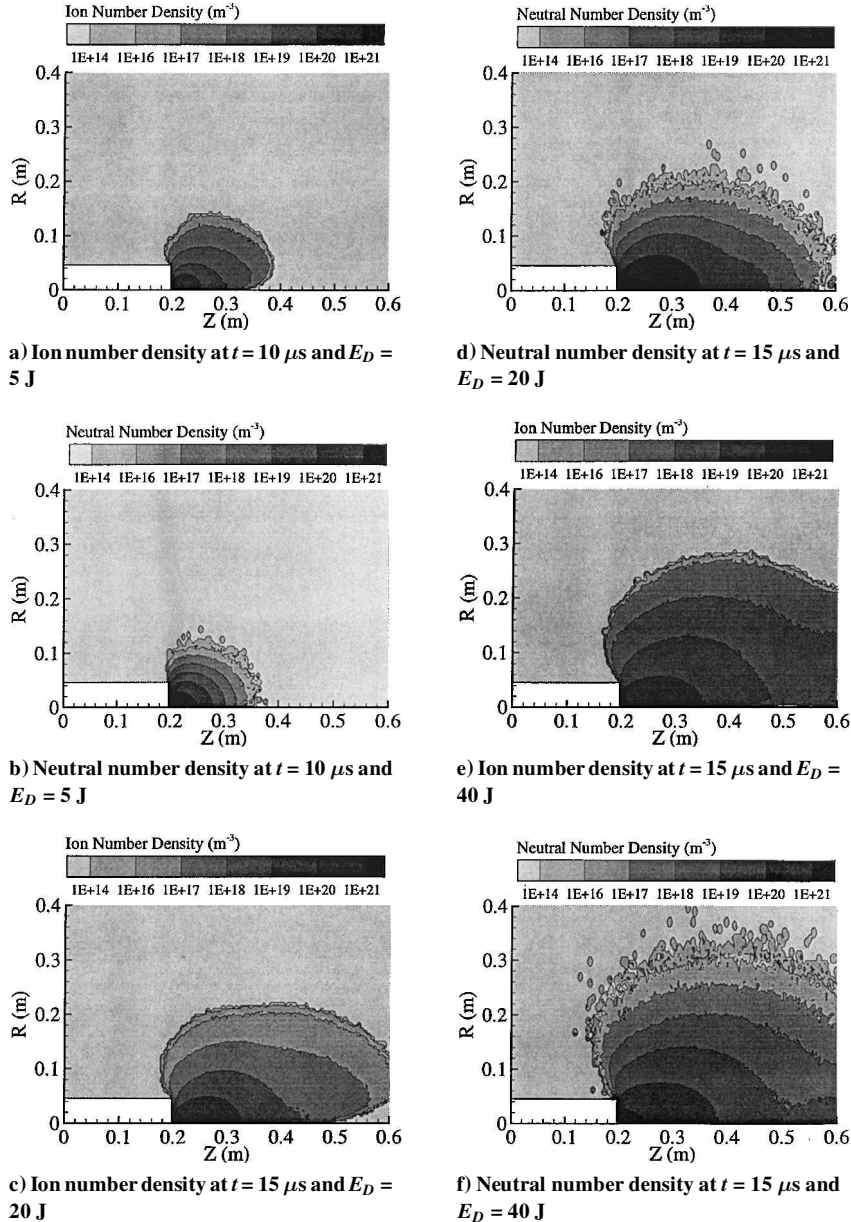 Ion Number Density (m⁻³)
1E+14 1E+16 1E+17 1E+18 1E+19 1E+20 1E+21
0.4
0.3
0.2
0.1
0
R (m)
0 0.1 0.2 0.3 0.4 0.5 0.6
Z (m)
a) Ion number density at t = 10 μs and E_D =
5 J
Neutral Number Density (m⁻³)
1E+14 1E+16 1E+17 1E+18 1E+19 1E+20 1E+21
0.4
0.3
0.2
0.1
0
R (m)
0 0.1 0.2 0.3 0.4 0.5 0.6
Z (m)
b) Neutral number density at t = 10 μs and
E_D = 5 J
Ion Number Density (m⁻³)
1E+14 1E+16 1E+17 1E+18 1E+19 1E+20 1E+21
0.4
0.3
0.2
0.1
0
R (m)
0 0.1 0.2 0.3 0.4 0.5 0.6
Z (m)
c) Ion number density at t = 15 μs and E_D =
20 J
Neutral Number Density (m⁻³)
1E+14 1E+16 1E+17 1E+18 1E+19 1E+20 1E+21
0.4
0.3
0.2
0.1
0
R (m)
0 0.1 0.2 0.3 0.4 0.5 0.6
Z (m)
d) Neutral number density at t = 15 μs and
E_D = 20 J
Ion Number Density (m⁻³)
1E+14 1E+16 1E+17 1E+18 1E+19 1E+20 1E+21
0.4
0.3
0.2
0.1
0
R (m)
0 0.1 0.2 0.3 0.4 0.5 0.6
Z (m)
e) Ion number density at t = 15 μs and E_D =
40 J
Neutral Number Density (m⁻³)
1E+14 1E+16 1E+17 1E+18 1E+19 1E+20 1E+21
0.4
0.3
0.2
0.1
0
R (m)
0 0.1 0.2 0.3 0.4 0.5 0.6
Z (m)
f) Neutral number density at t = 15 μs and
E_D = 40 J